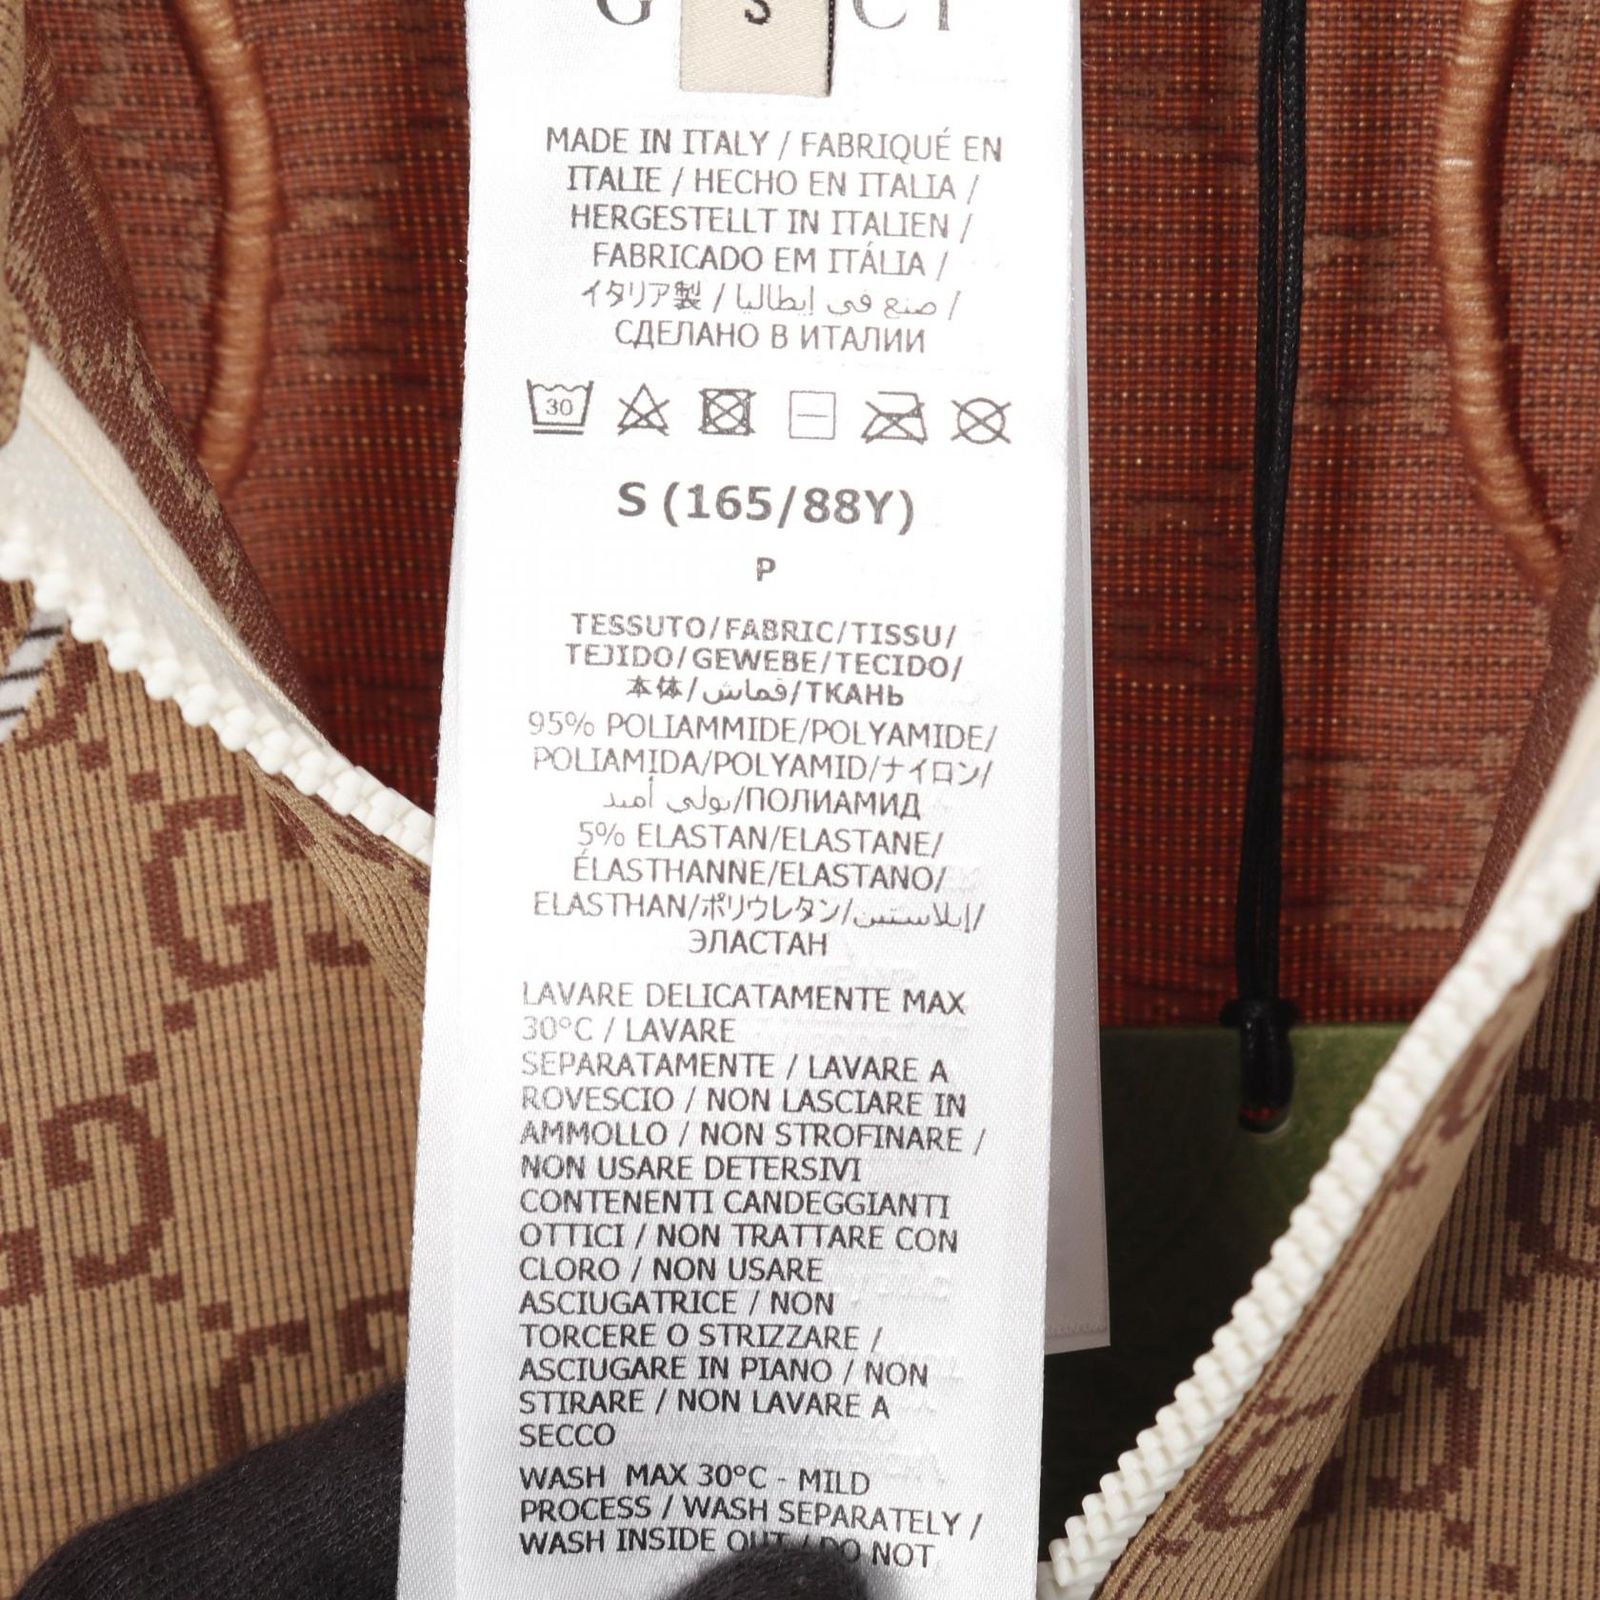 G CI
S
MADE IN ITALY / FABRIQUÉ EN
ITALIE / HECHO EN ITALIA /
HERGESTELLT IN ITALIEN /
FABRICADO EM ITÁLIA /
イタリア製 / صنع في إيطاليا /
СДЕЛАНО В ИТАЛИИ
30
S (165/88Y)
P
TESSUTO/FABRIC/TISSU/
TEJIDO/GEWEBE/TECIDO/
本体/قماش/ТКАНЬ
95% POLIAMMIDE/POLYAMIDE/
POLIAMIDA/POLYAMID/ナイロン/
بولي أميد/ПОЛИАМИД
5% ELASTAN/ELASTANE/
ÉLASTHANNE/ELASTANO/
ELASTHAN/ポリウレタン/إيلاستين/
ЭЛАСТАН
LAVARE DELICATAMENTE MAX
30°C / LAVARE
SEPARATAMENTE / LAVARE A
ROVESCIO / NON LASCIARE IN
AMMOLLO / NON STROFINARE /
NON USARE DETERSIVI
CONTENENTI CANDEGGIANTI
OTTICI / NON TRATTARE CON
CLORO / NON USARE
ASCIUGATRICE / NON
TORCERE O STRIZZARE /
ASCIUGARE IN PIANO / NON
STIRARE / NON LAVARE A
SECCO
WASH MAX 30°C - MILD
PROCESS / WASH SEPARATELY /
WASH INSIDE OUT / DO NOT